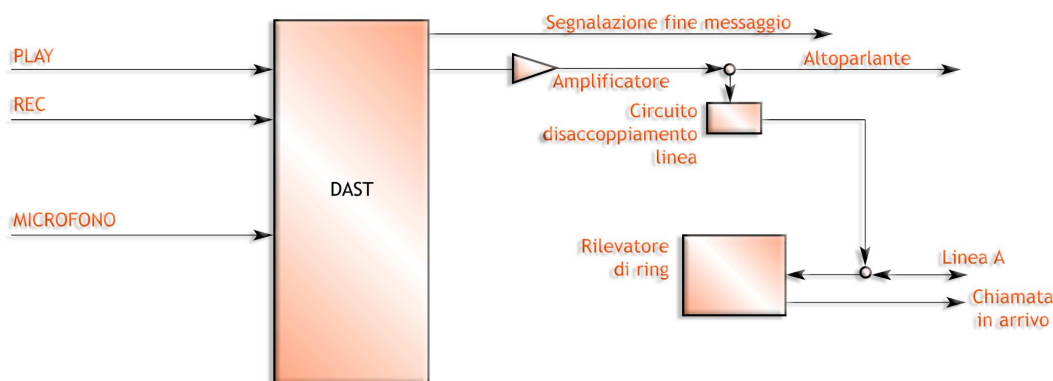 Segnalazione fine messaggio
PLAY
Altoparlante
Amplificatore
REC
Circuito
disaccoppiamento
linea
DAST
MICROFONO
Rilevatore
di ring
Linea A
Chiamata
in arrivo